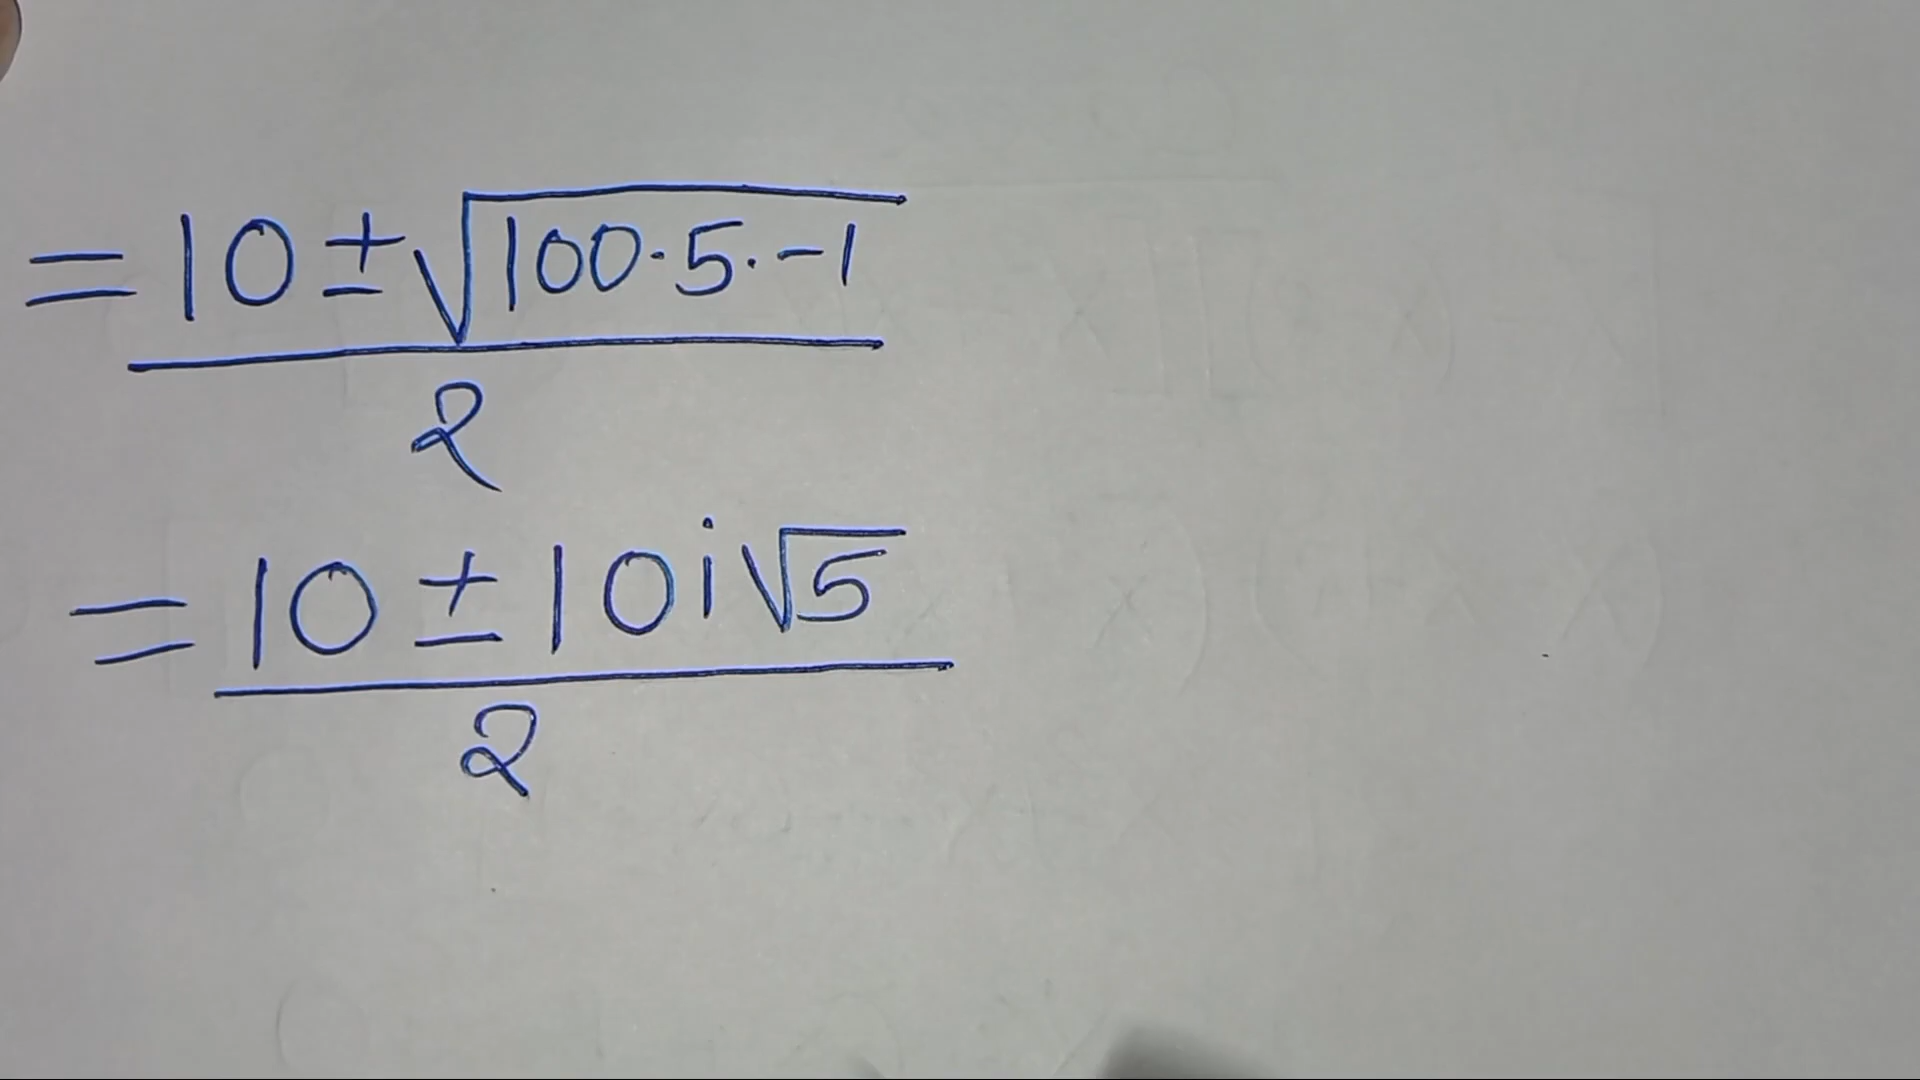 = (10 ± √(100·5·-1)) / 2
= (10 ± 10i√5) / 2